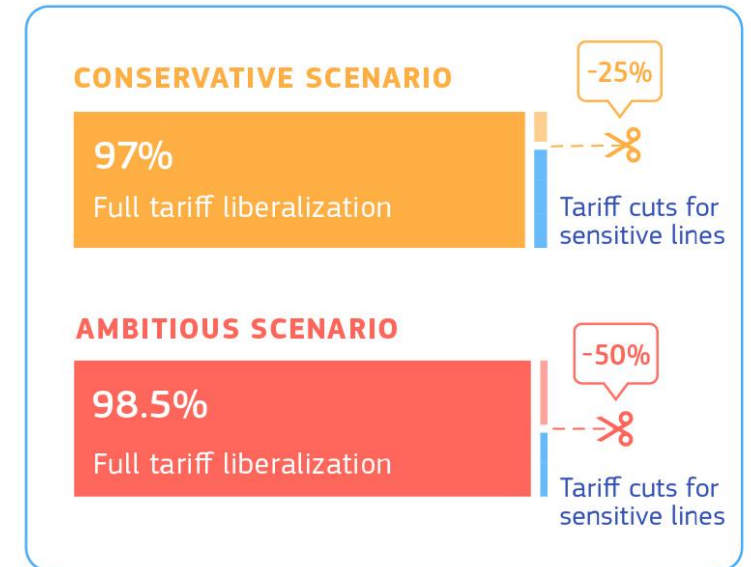 CONSERVATIVE SCENARIO
-25%
97%
Full tariff liberalization
Tariff cuts for
sensitive lines
AMBITIOUS SCENARIO
-50%
98.5%
Full tariff liberalization
Tariff cuts for
sensitive lines